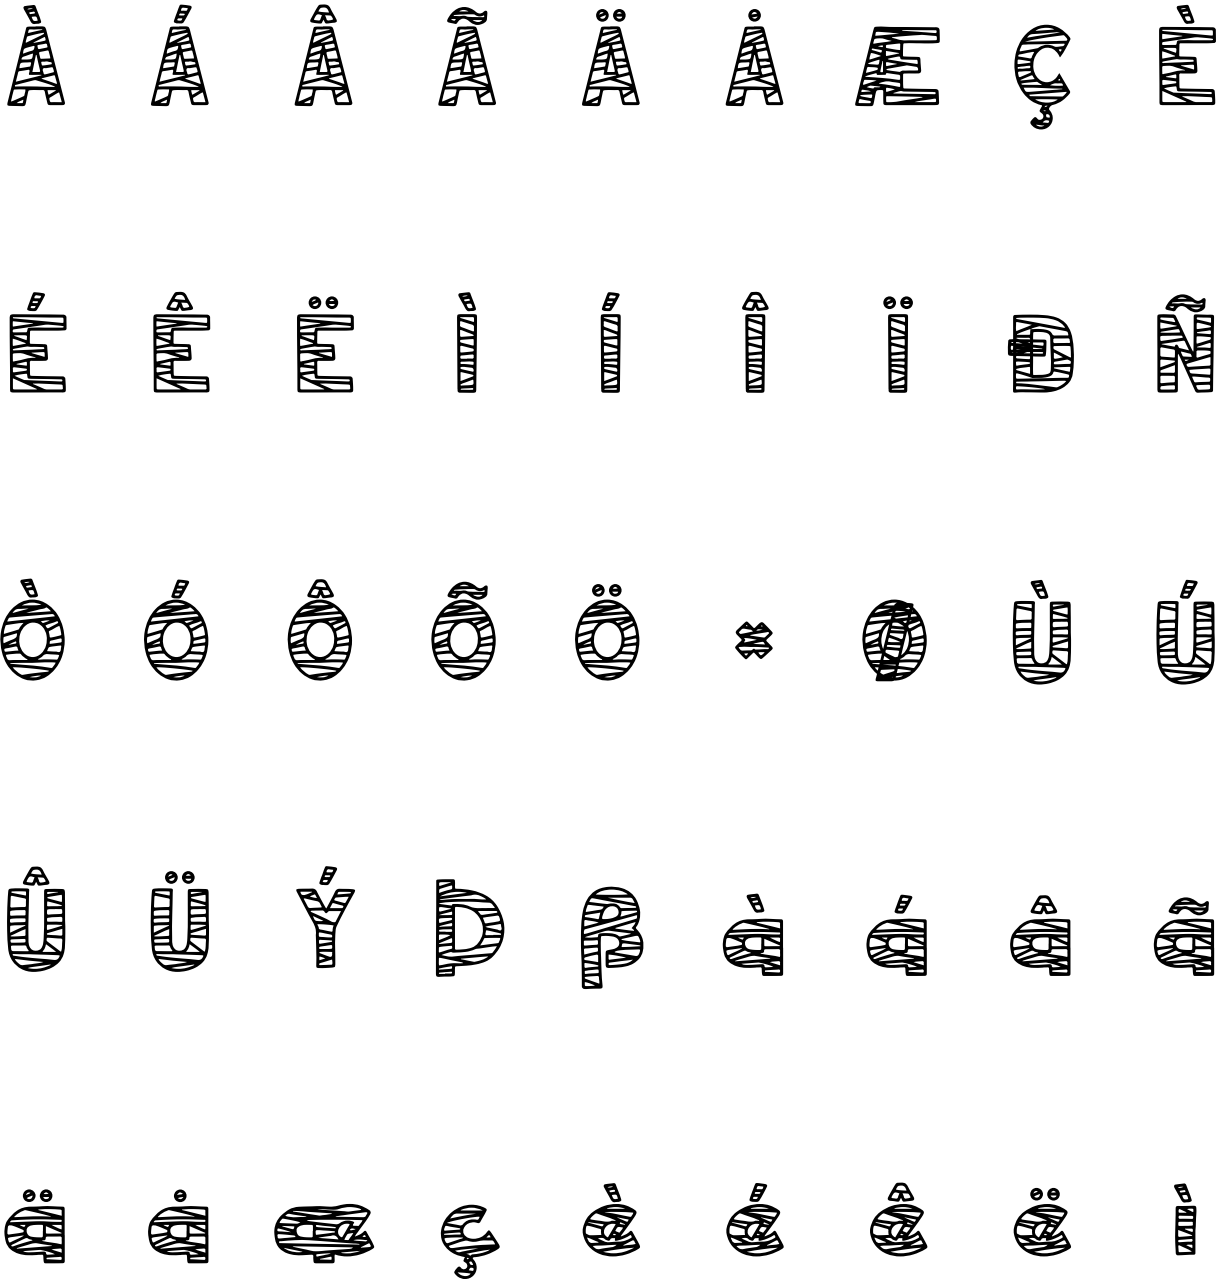 À Á Â Ã Ä Å Æ Ç È
É Ê Ë Ì Í Î Ï Ð Ñ
Ò Ó Ô Õ Ö × Ø Ù Ú
Û Ü Ý Þ ß à á â ã
ä å æ ç è é ê ë ì